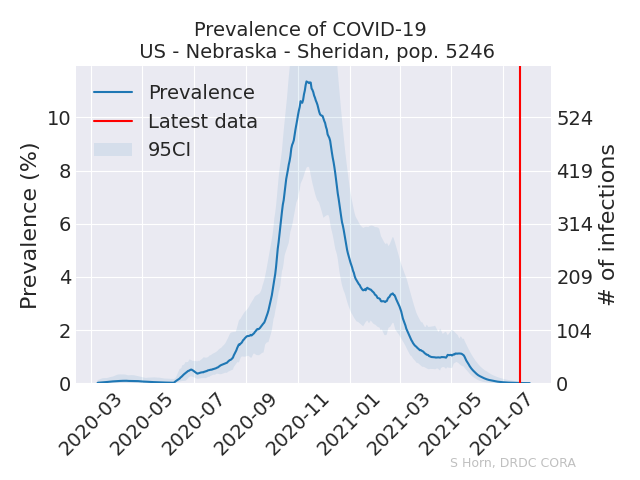 Prevalence of COVID-19
US - Nebraska - Sheridan, pop. 5246
Prevalence
Latest data
95CI
Prevalence (%)
10
8
6
4
2
0
524
419
314
209
104
0
# of infections
2020-03
2020-05
2020-07
2020-09
2020-11
2021-01
2021-03
2021-05
2021-07
S Horn, DRDC CORA